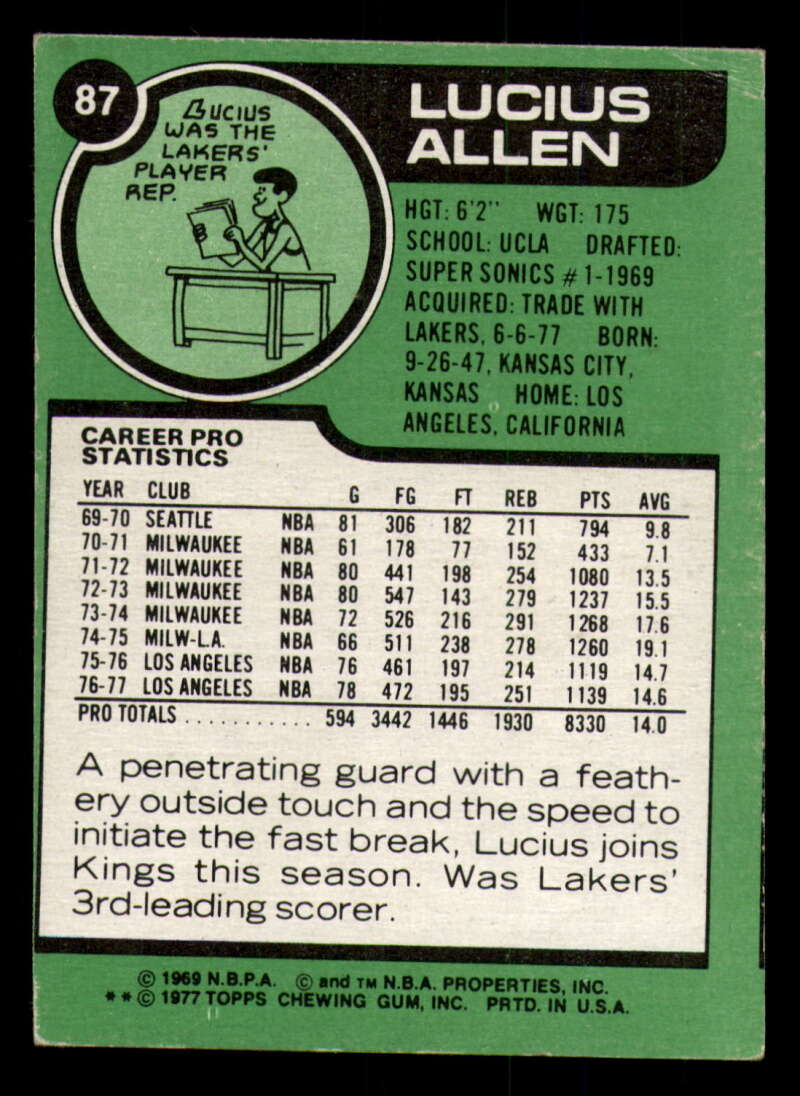 87
Lucius
WAS THE
LAKERS'
PLAYER
REP.
LUCIUS
ALLEN
HGT: 6'2" WGT: 175
SCHOOL: UCLA DRAFTED:
SUPER SONICS #1-1969
ACQUIRED: TRADE WITH
LAKERS, 6-6-77 BORN:
9-26-47, KANSAS CITY,
KANSAS HOME: LOS
ANGELES, CALIFORNIA
CAREER PRO
STATISTICS
YEAR CLUB G FG FT REB PTS AVG
69-70 SEATTLE NBA 81 306 182 211 794 9.8
70-71 MILWAUKEE NBA 61 178 77 152 433 7.1
71-72 MILWAUKEE NBA 80 441 198 254 1080 13.5
72-73 MILWAUKEE NBA 80 547 143 279 1237 15.5
73-74 MILWAUKEE NBA 72 526 216 291 1268 17.6
74-75 MILW-L.A. NBA 66 511 238 278 1260 19.1
75-76 LOS ANGELES NBA 76 461 197 214 1119 14.7
76-77 LOS ANGELES NBA 78 472 195 251 1139 14.6
PRO TOTALS ........... 594 3442 1446 1930 8330 14.0
A penetrating guard with a feath-
ery outside touch and the speed to
initiate the fast break, Lucius joins
Kings this season. Was Lakers'
3rd-leading scorer.
© 1969 N.B.P.A. © and TM N.B.A. PROPERTIES, INC.
**© 1977 TOPPS CHEWING GUM, INC. PRTD. IN U.S.A.